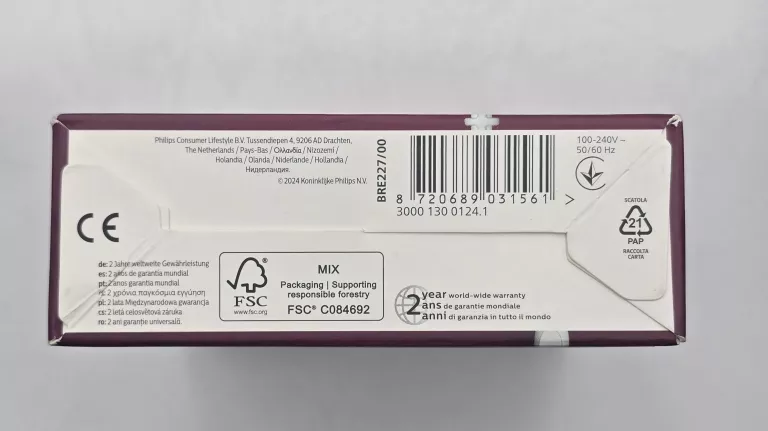 Philips Consumer Lifestyle B.V. Tussendiepen 4, 9206 AD Drachten,
The Netherlands / Pays-Bas / Ολλανδία / Nizozemí /
Holandia / Olanda / Niderlande / Hollandia /
Нидерландия.
© 2024 Koninklijke Philips N.V.
BRE227/00
8 720689 031561 >
3000 130 0124.1
100-240V ~
50/60 Hz
SCATOLA
21
PAP
RACCOLTA
CARTA
CE
de: 2 Jahre weltweite Gewährleistung
es: 2 años de garantía mundial
pt: 2 anos garantia mundial
2 χρόνια παγκόσμια εγγύηση
pl: 2 lata Międzynarodowa gwarancja
cs: 2 letá celosvětová záruka
ro: 2 ani garanție universală.
FSC
www.fsc.org
MIX
Packaging | Supporting
responsible forestry
FSC® C084692
2 year world-wide warranty
ans de garantie mondiale
anni di garanzia in tutto il mondo